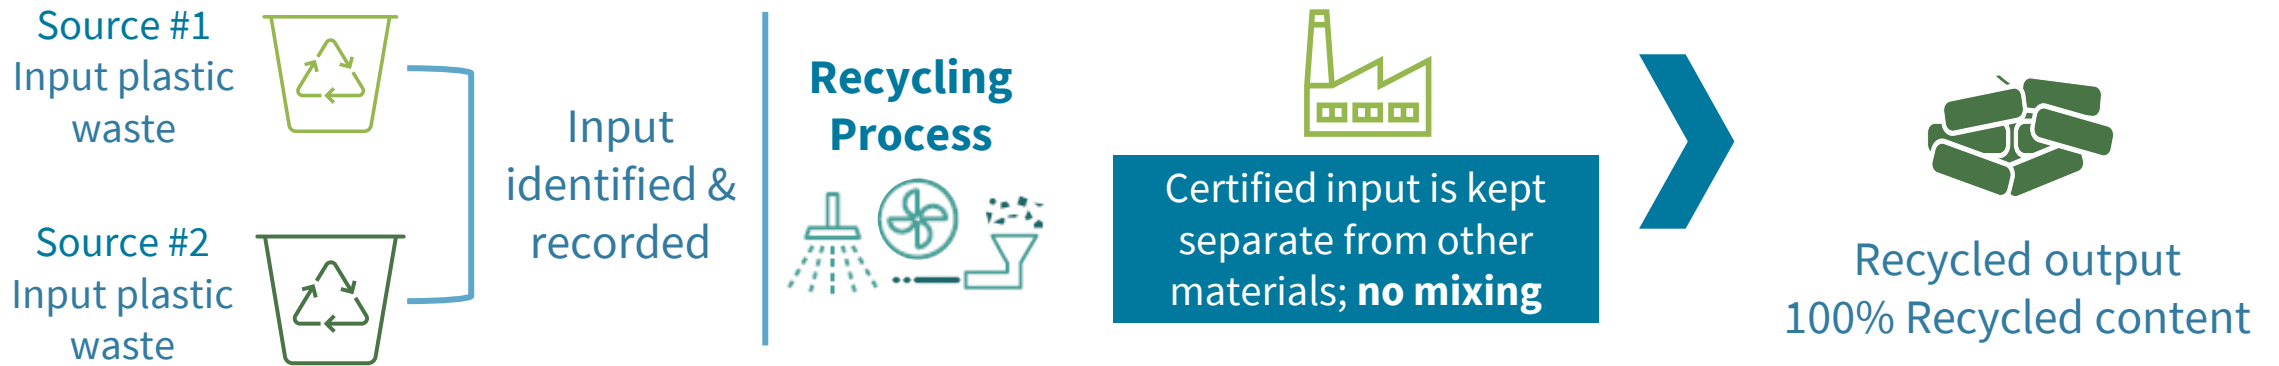 Source #1
Input plastic
waste
Source #2
Input plastic
waste
Input
identified &
recorded
Recycling
Process
Certified input is kept
separate from other
materials; no mixing
Recycled output
100% Recycled content